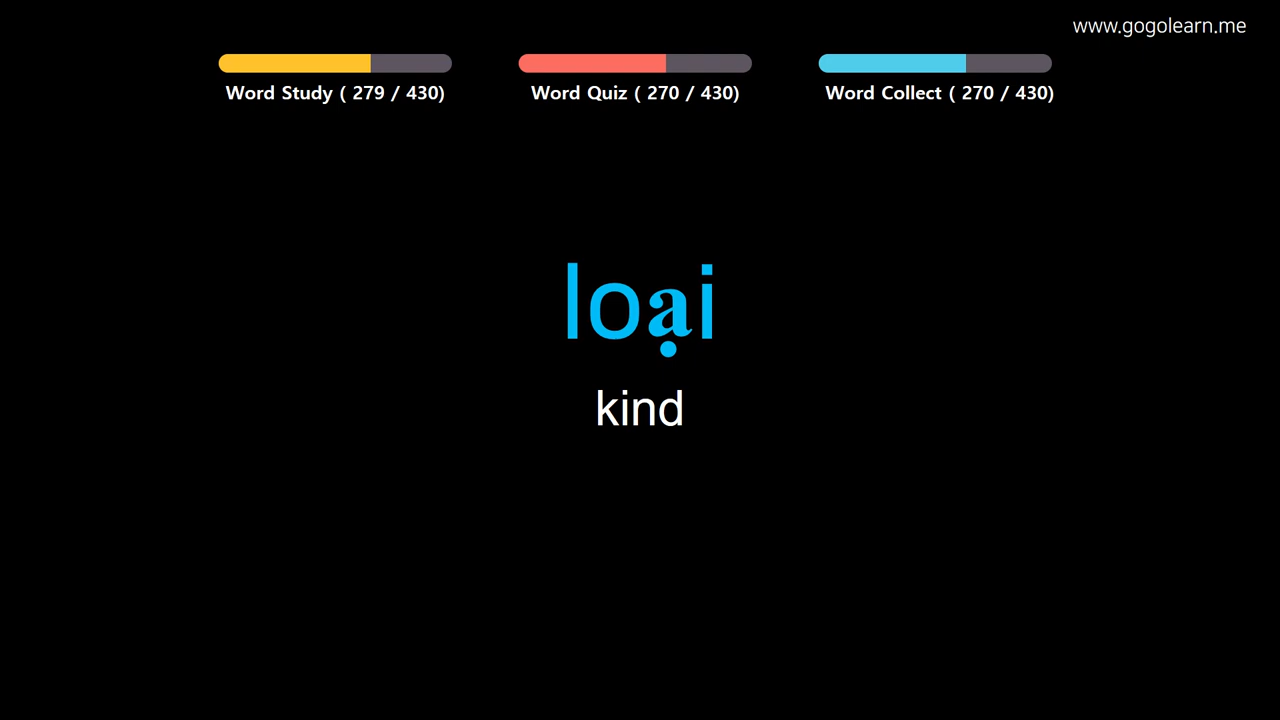 www.gogolearn.me
Word Study ( 279 / 430)
Word Quiz ( 270 / 430)
Word Collect ( 270 / 430)
loại
kind